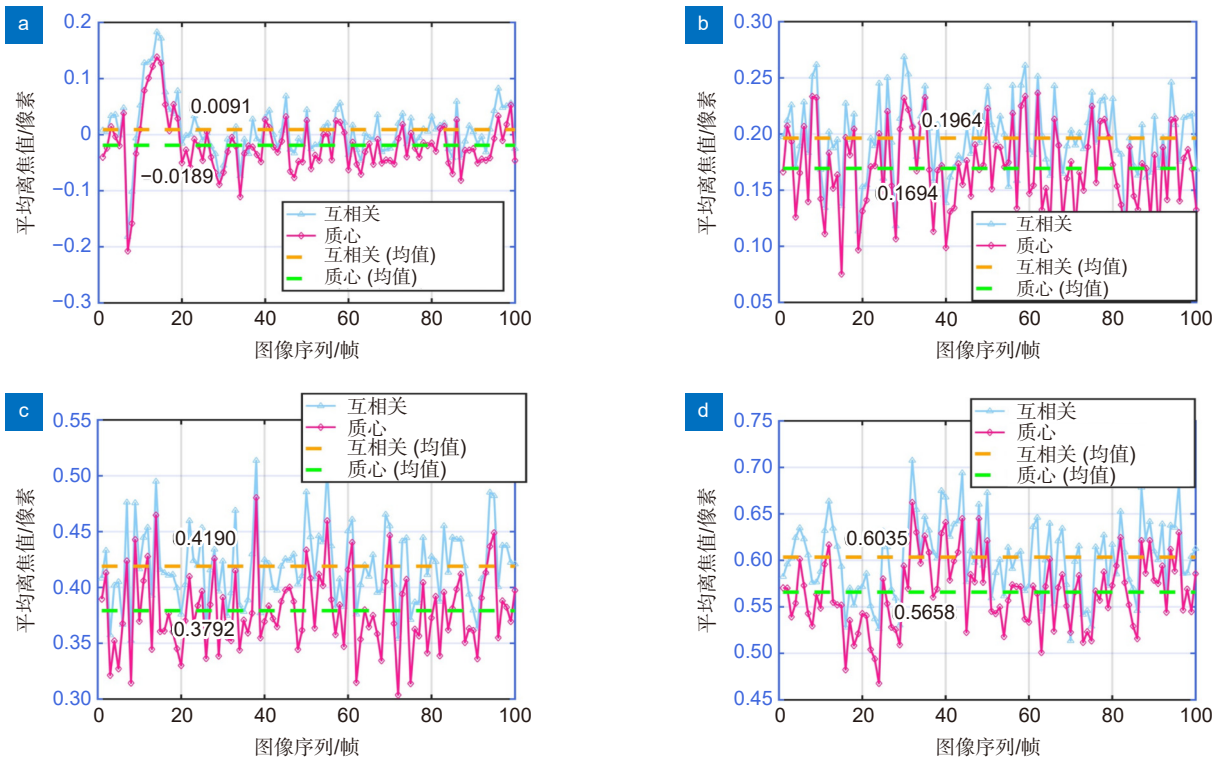 a
0.2
0.1
0
−0.1
−0.2
−0.3
平均离焦值/像素
0.0091
−0.0189
互相关
质心
互相关 (均值)
质心 (均值)
0 20 40 60 80 100
图像序列/帧
b
0.30
0.25
0.20
0.15
0.10
0.05
平均离焦值/像素
0.1964
0.1694
互相关
质心
互相关 (均值)
质心 (均值)
0 20 40 60 80 100
图像序列/帧
c
0.55
0.50
0.45
0.40
0.35
0.30
平均离焦值/像素
互相关
质心
互相关 (均值)
质心 (均值)
0.4190
0.3792
0 20 40 60 80 100
图像序列/帧
d
0.75
0.70
0.65
0.60
0.55
0.50
0.45
平均离焦值/像素
互相关
质心
互相关 (均值)
质心 (均值)
0.6035
0.5658
0 20 40 60 80 100
图像序列/帧